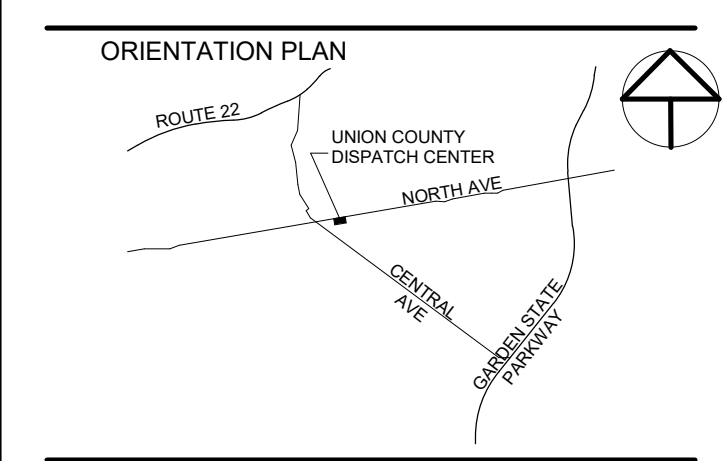 ORIENTATION PLAN
ROUTE 22
UNION COUNTY
DISPATCH CENTER
NORTH AVE
CENTRAL
AVE
GARDEN STATE
PARKWAY